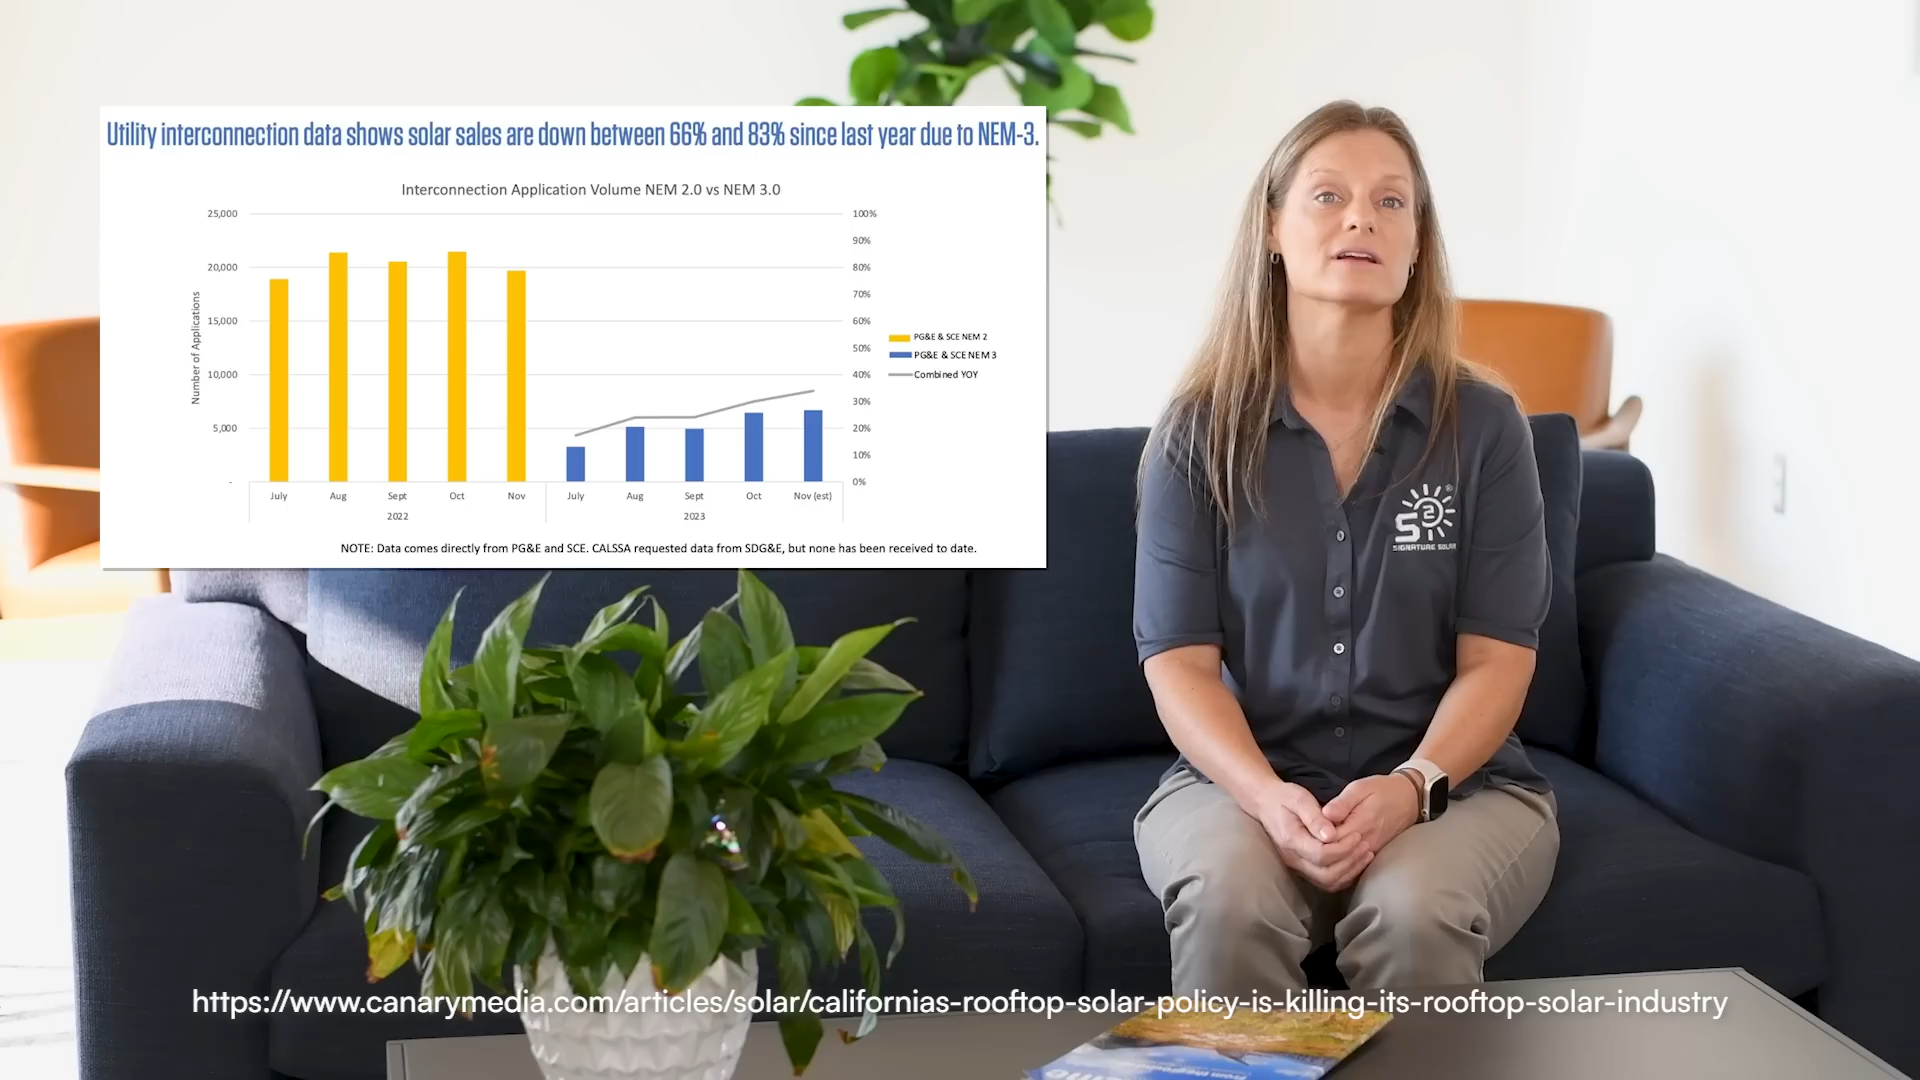 Utility interconnection data shows solar sales are down between 66% and 83% since last year due to NEM-3.
Interconnection Application Volume NEM 2.0 vs NEM 3.0
25,000
20,000
15,000
10,000
5,000
-
Number of Applications
100%
90%
80%
70%
60%
50%
40%
30%
20%
10%
0%
PG&E & SCE NEM 2
PG&E & SCE NEM 3
Combined YOY
July Aug Sept Oct Nov July Aug Sept Oct Nov (est)
2022 2023
NOTE: Data comes directly from PG&E and SCE. CALSSA requested data from SDG&E, but none has been received to date.
S2®
SIGNATURE SOLAR
https://www.canarymedia.com/articles/solar/californias-rooftop-solar-policy-is-killing-its-rooftop-solar-industry